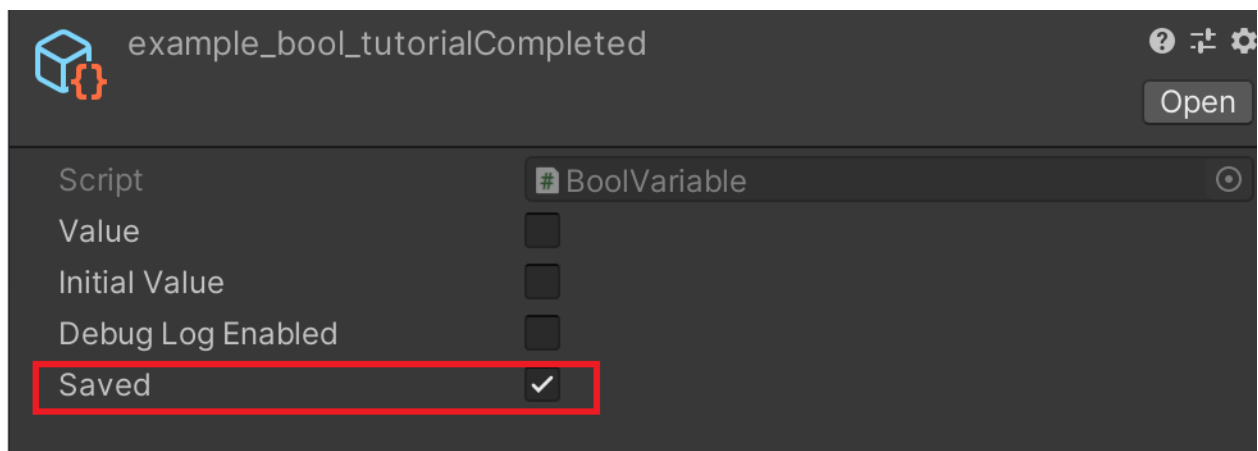 example_bool_tutorialCompleted
Open
Script # BoolVariable
Value
Initial Value
Debug Log Enabled
Saved